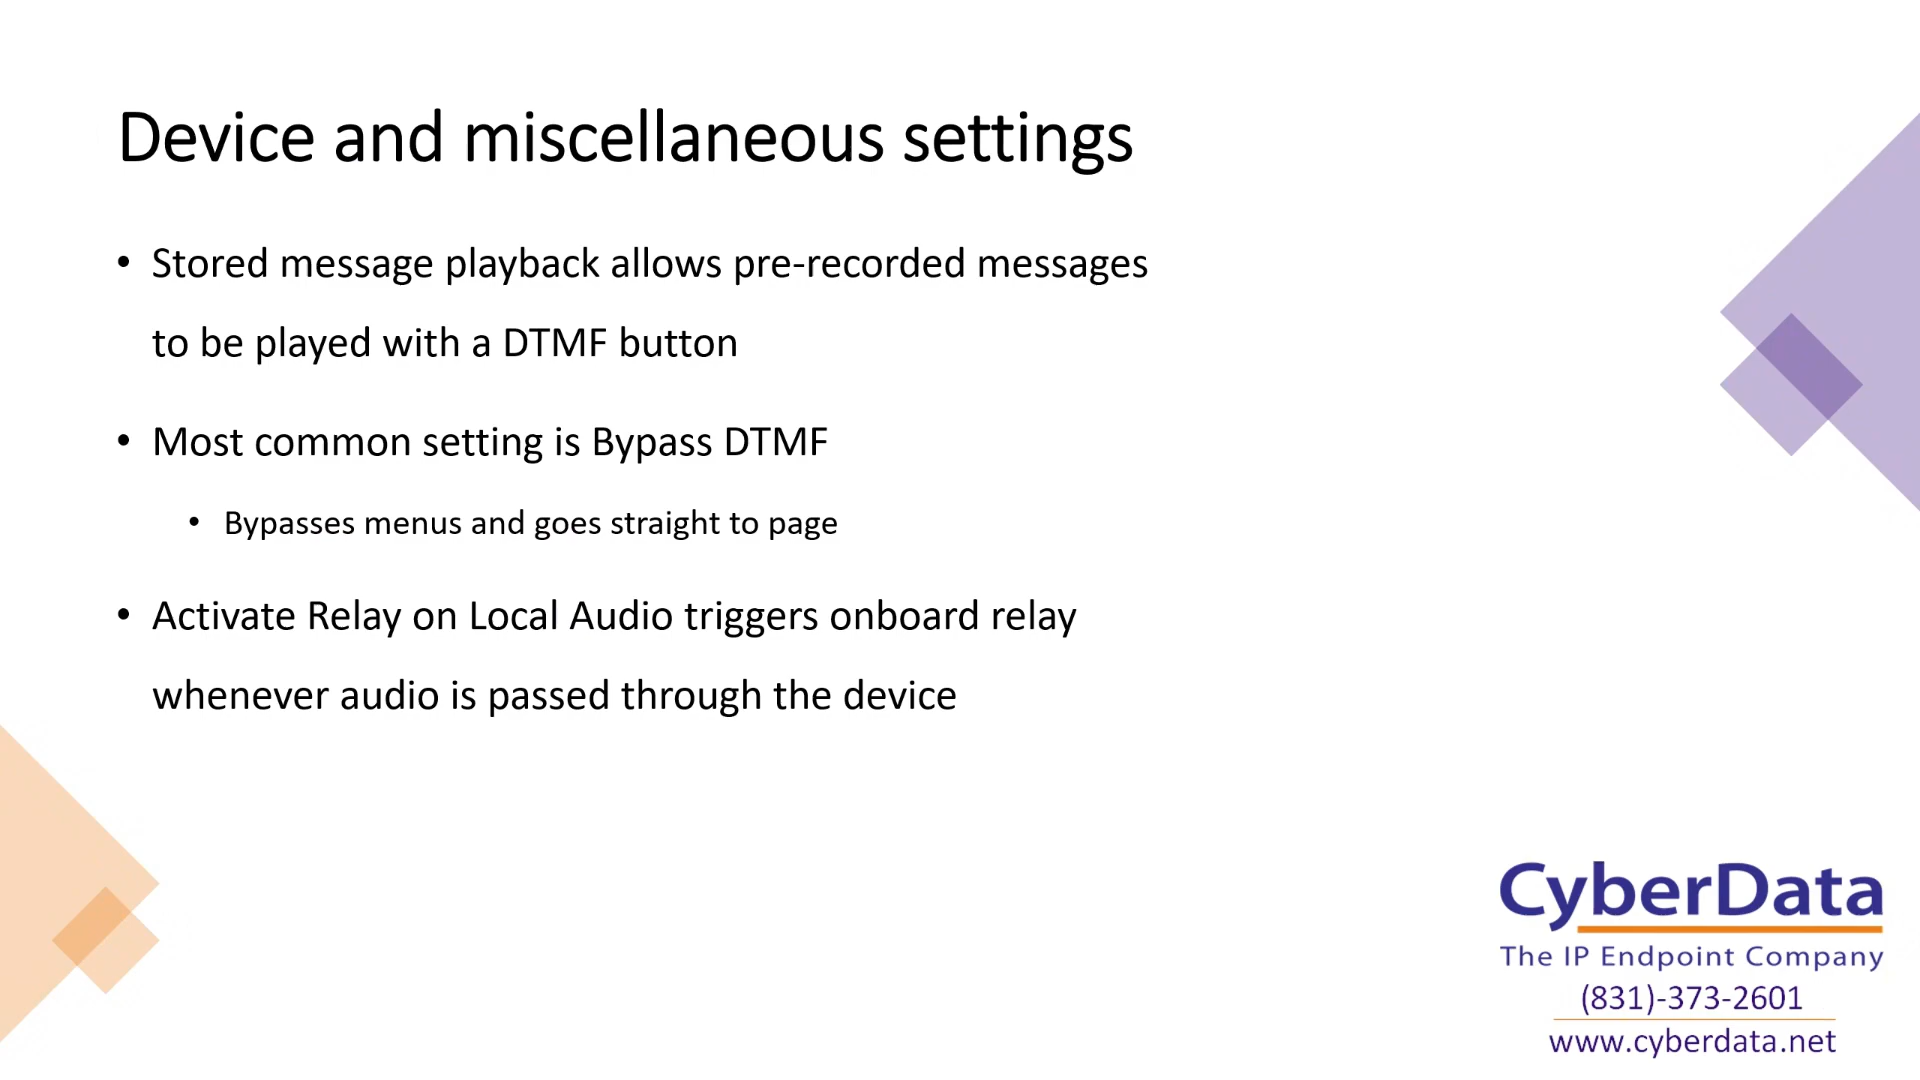 Device and miscellaneous settings
• Stored message playback allows pre-recorded messages
to be played with a DTMF button
• Most common setting is Bypass DTMF
• Bypasses menus and goes straight to page
• Activate Relay on Local Audio triggers onboard relay
whenever audio is passed through the device
CyberData
The IP Endpoint Company
(831)-373-2601
www.cyberdata.net